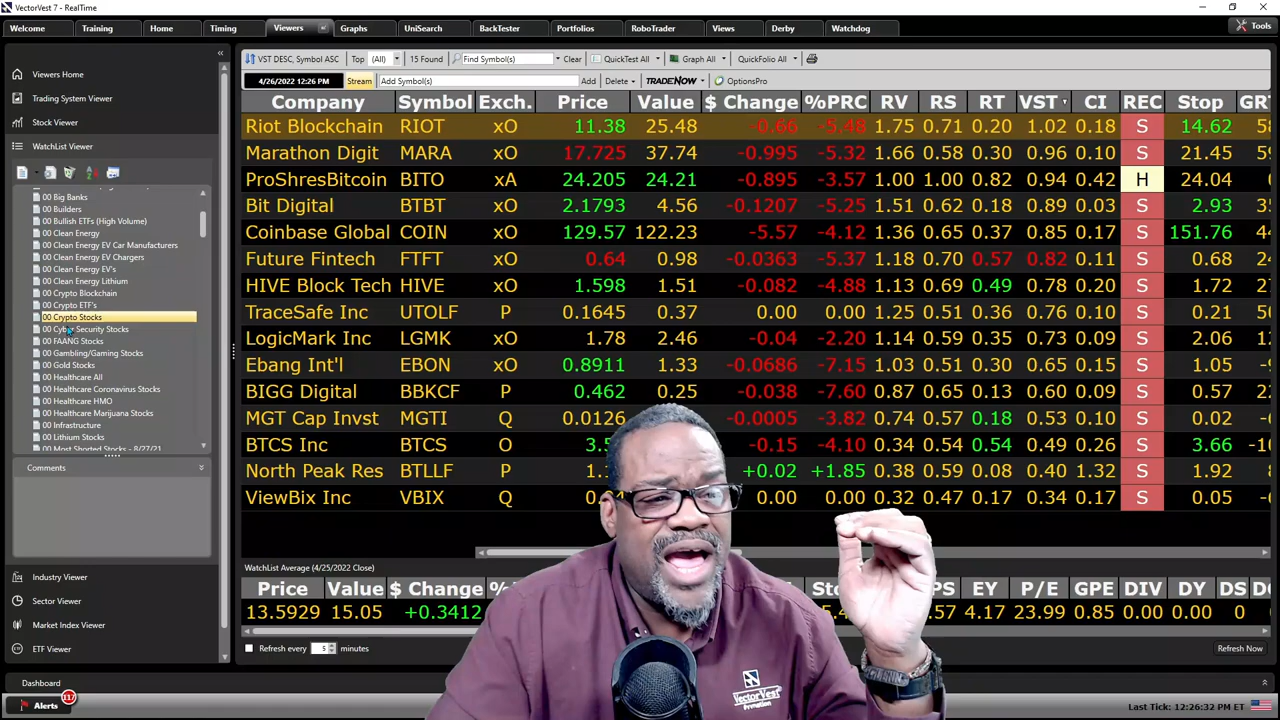 VectorVest 7 - RealTime
Welcome Training Home Timing Viewers Graphs UniSearch BackTester Portfolios RoboTrader Views Derby Watchdog Tools
VST DESC, Symbol ASC Top (All) 15 Found Find Symbol(s) Clear QuickTest All Graph All QuickFolio All
4/26/2022 12:26 PM Stream Add Symbol(s) Add Delete TRADENOW OptionsPro
Viewers Home
Trading System Viewer
Stock Viewer
WatchList Viewer
00 Big Banks
00 Builders
00 Bullish ETFs (High Volume)
00 Clean Energy
00 Clean Energy EV Car Manufacturers
00 Clean Energy EV Chargers
00 Clean Energy EV's
00 Clean Energy Lithium
00 Crypto Blockchain
00 Crypto ETF's
00 Crypto Stocks
00 Cyber Security Stocks
00 FAANG Stocks
00 Gambling/Gaming Stocks
00 Gold Stocks
00 Healthcare All
00 Healthcare Coronavirus Stocks
00 Healthcare HMO
00 Healthcare Marijuana Stocks
00 Infrastructure
00 Lithium Stocks
00 Most Shorted Stocks - 8/27/21
Comments
Industry Viewer
Sector Viewer
Market Index Viewer
ETF Viewer
Company Symbol Exch. Price Value $ Change %PRC RV RS RT VST CI REC Stop GRT
Riot Blockchain RIOT xO 11.38 25.48 -0.66 -5.48 1.75 0.71 0.20 1.02 0.18 S 14.62
Marathon Digit MARA xO 17.725 37.74 -0.995 -5.32 1.66 0.58 0.30 0.96 0.10 S 21.45
ProShresBitcoin BITO xA 24.205 24.21 -0.895 -3.57 1.00 1.00 0.82 0.94 0.42 H 24.04
Bit Digital BTBT xO 2.1793 4.56 -0.1207 -5.25 1.51 0.62 0.18 0.89 0.03 S 2.93
Coinbase Global COIN xO 129.57 122.23 -5.57 -4.12 1.36 0.65 0.37 0.85 0.17 S 151.76
Future Fintech FTFT xO 0.64 0.98 -0.0363 -5.37 1.18 0.70 0.57 0.82 0.11 S 0.68
HIVE Block Tech HIVE xO 1.598 1.51 -0.082 -4.88 1.13 0.69 0.49 0.78 0.20 S 1.80
TraceSafe Inc UTOLF P 0.1645 0.37 0.00 0.00 1.25 0.51 0.35 0.75 0.01 S 0.21
LogicMark Inc LGMK xO 1.78 2.46 -0.04 -2.20 1.14 0.37 0.53 0.73 0.12 S 2.06
Ebang Int'l EBON xO 0.8911 1.33 -0.0686 -7.15 1.03 0.51 0.30 0.65 0.10 S 1.05
BIGG Digital BBKCF P 0.462 0.25 -0.038 -7.60 0.87 0.65 0.13 0.60 0.09 S 0.57
MGT Cap Invst MGTI Q 0.0126 -0.0005 -3.82 0.74 0.57 0.18 0.53 0.10 S 0.02
BTCS Inc BTCS O -0.15 -4.10 0.34 0.54 0.54 0.49 0.26 S 3.66
North Peak Res BTLLF P +0.02 +1.85 0.38 0.59 0.08 0.40 1.32 S 1.92
ViewBix Inc VBIX Q 0.00 0.00 0.32 0.47 0.17 0.34 0.17 S 0.05
WatchList Average (4/25/2022 Close)
Price Value $ Change EY P/E GPE DIV DY DS
13.5929 15.05 +0.3412 4.17 23.99 0.85 0.00 0.00 0
Refresh every 5 minutes Refresh Now
VectorVest
Dashboard
Alerts 117 Last Tick: 12:26:32 PM ET